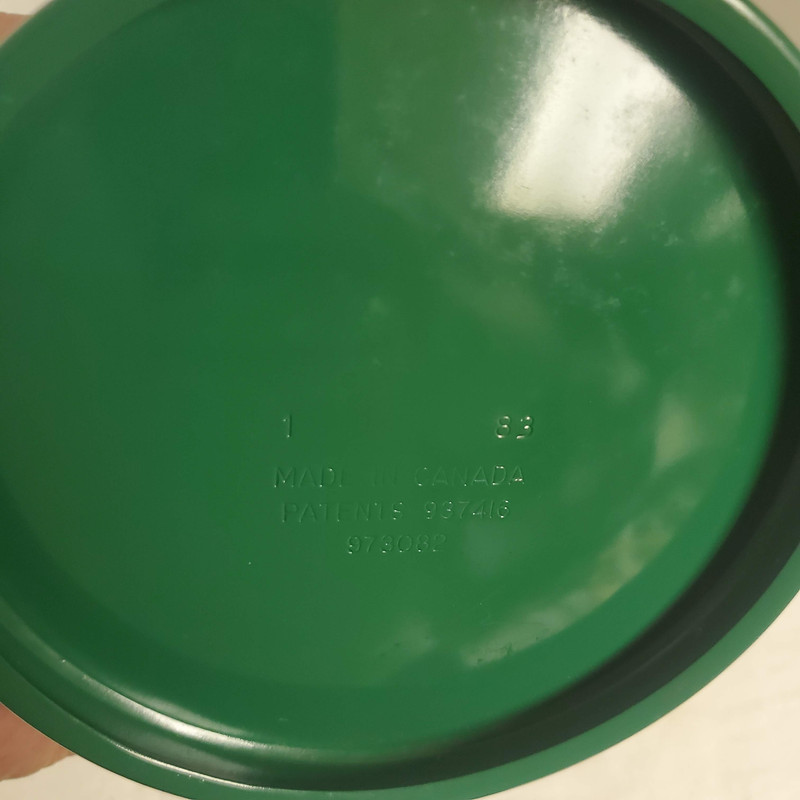 1 83
MADE IN CANADA
PATENTS 937416
973082